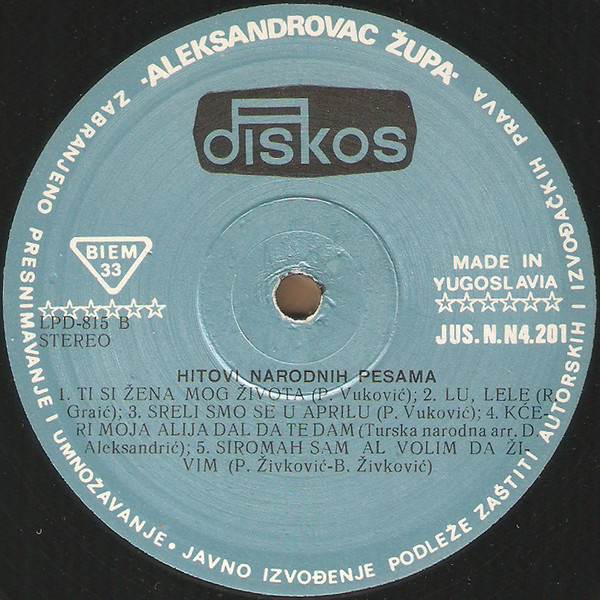 ·ALEKSANDROVAC ŽUPA·
ZABRANJENO PRESNIMAVANJE I UMNOŽAVANJE • JAVNO IZVOĐENJE PODLEŽE ZAŠTITI AUTORSKIH I IZVOĐAČKIH PRAVA
diskos
BIEM
33
MADE IN
YUGOSLAVIA
☆☆☆☆☆☆
☆☆☆☆☆☆
LPD-815 B
STEREO
JUS.N.N4.201
HITOVI NARODNIH PESAMA
1. TI SI ŽENA MOG ŽIVOTA (P. Vuković); 2. LU, LELE (R.
Graić); 3. SRELI SMO SE U APRILU (P. Vuković); 4. KĆE-
RI MOJA ALIJA DAL DA TE DAM (Turska narodna arr. D.
Aleksandrić); 5. SIROMAH SAM AL VOLIM DA ŽI-
VIM (P. Živković-B. Živković)